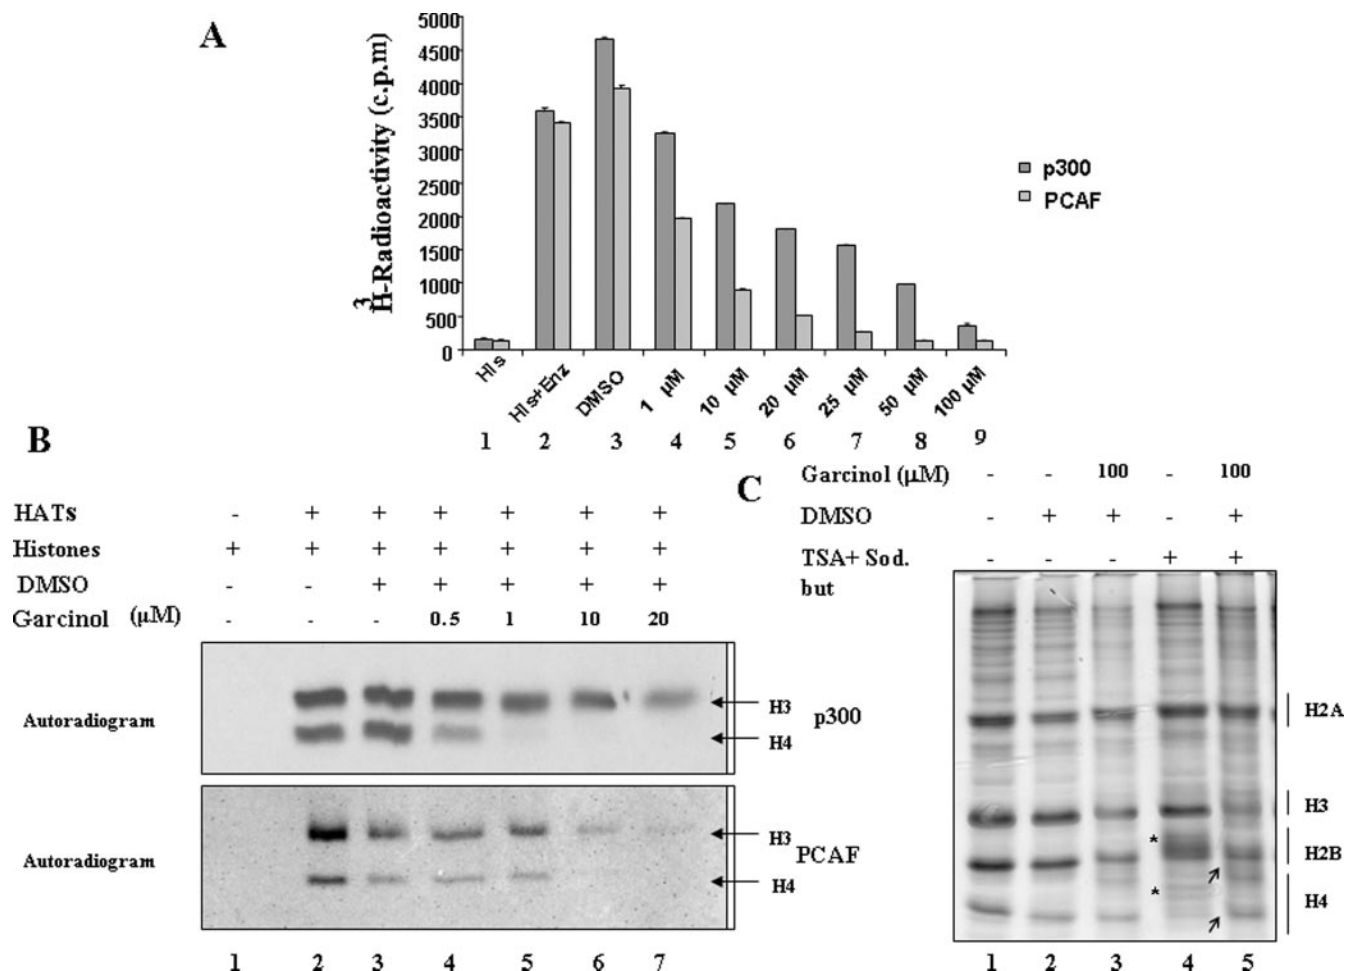 A
³H-Radioactivity (c.p.m)
5000
4500
4000
3500
3000
2500
2000
1500
1000
500
0
HIs
HIs+Enz
DMSO
1 µM
10 µM
20 µM
25 µM
50 µM
100 µM
1 2 3 4 5 6 7 8 9
p300
PCAF
B
HATs - + + + + + +
Histones + + + + + + +
DMSO - - + + + + +
Garcinol (µM) - - - 0.5 1 10 20
Autoradiogram
H3
H4
p300
Autoradiogram
H3
H4
PCAF
1 2 3 4 5 6 7
C
Garcinol (µM) - - 100 - 100
DMSO - + + - +
TSA+ Sod. - - - + +
but
H2A
H3
* H2B
* H4
1 2 3 4 5